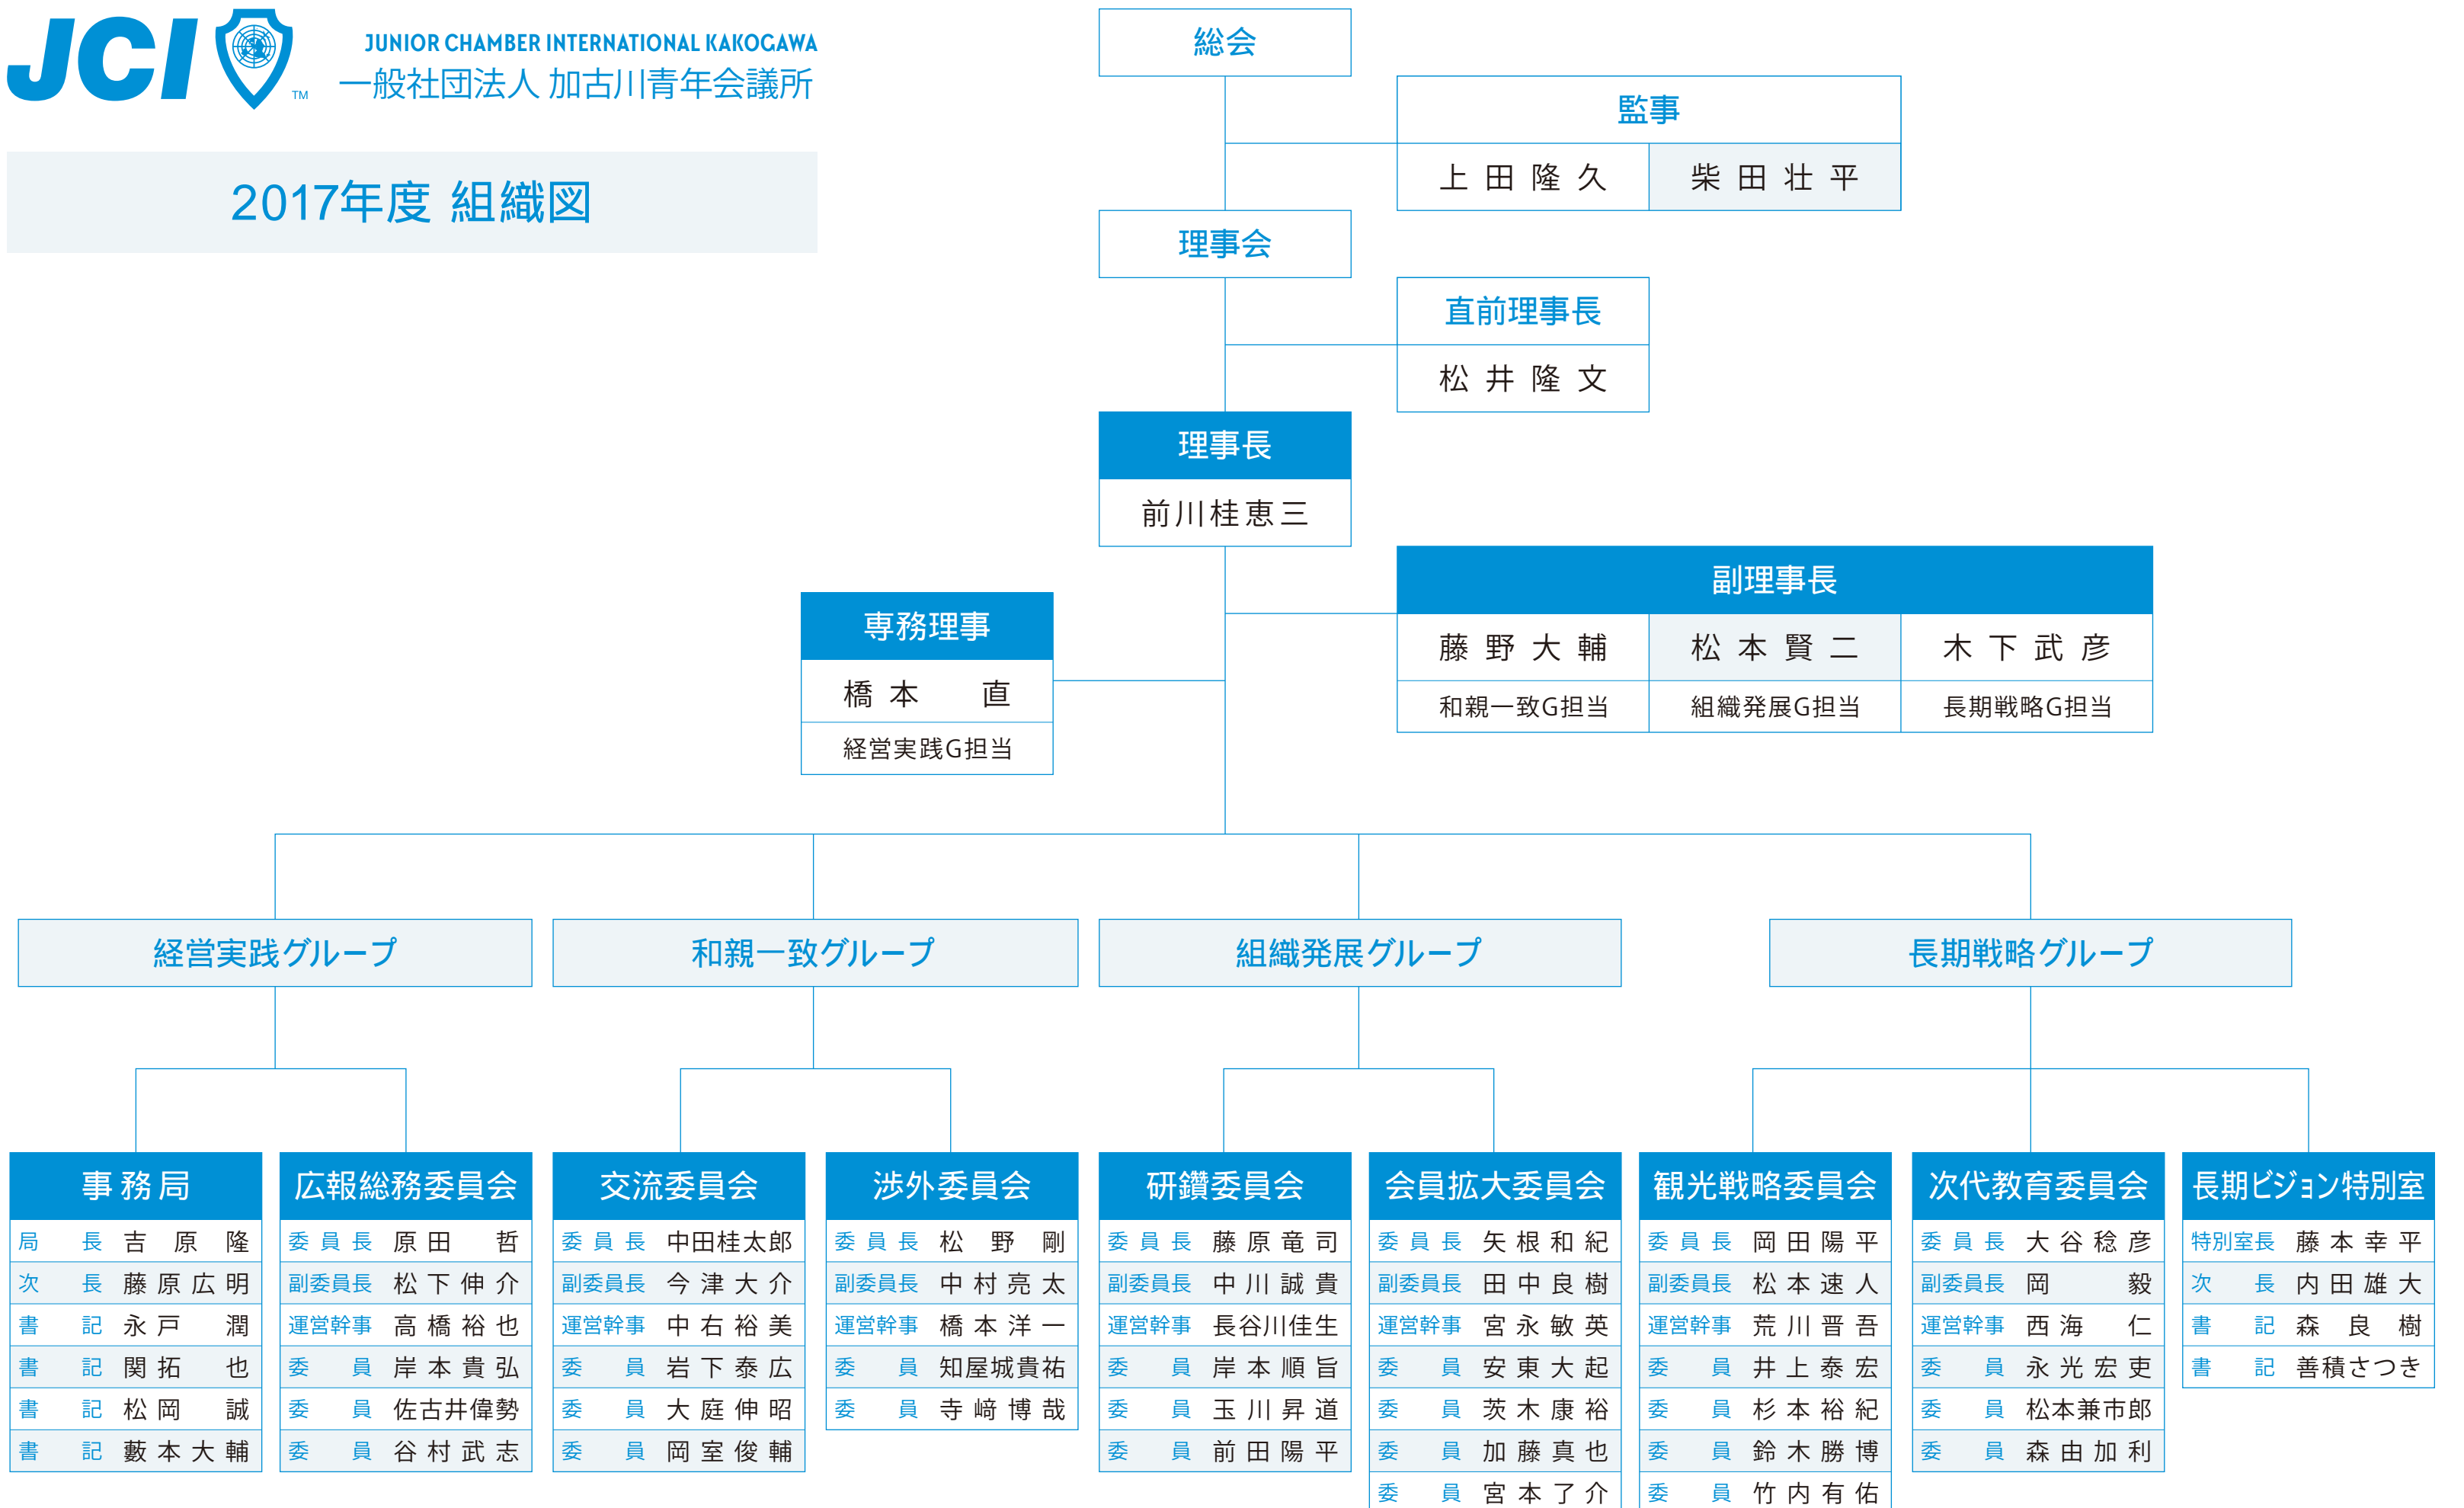 JCI
TM
JUNIOR CHAMBER INTERNATIONAL KAKOGAWA
一般社団法人 加古川青年会議所
2017年度 組織図
総会
監事
上田隆久 柴田壮平
理事会
直前理事長
松井隆文
理事長
前川桂恵三
副理事長
藤野大輔 松本賢二 木下武彦
和親一致G担当 組織発展G担当 長期戦略G担当
専務理事
橋本 直
経営実践G担当
経営実践グループ
和親一致グループ
組織発展グループ
長期戦略グループ
事務局
局長 吉原隆
次長 藤原広明
書記 永戸 潤
書記 関拓 也
書記 松岡 誠
書記 藪本大輔
広報総務委員会
委員長 原田 哲
副委員長 松下伸介
運営幹事 高橋裕也
委員 岸本貴弘
委員 佐古井偉勢
委員 谷村武志
交流委員会
委員長 中田桂太郎
副委員長 今津大介
運営幹事 中右裕美
委員 岩下泰広
委員 大庭伸昭
委員 岡室俊輔
渉外委員会
委員長 松野剛
副委員長 中村亮太
運営幹事 橋本洋一
委員 知屋城貴祐
委員 寺﨑博哉
研鑽委員会
委員長 藤原竜司
副委員長 中川誠貴
運営幹事 長谷川佳生
委員 岸本順旨
委員 玉川昇道
委員 前田陽平
会員拡大委員会
委員長 矢根和紀
副委員長 田中良樹
運営幹事 宮永敏英
委員 安東大起
委員 茨木康裕
委員 加藤真也
委員 宮本了介
観光戦略委員会
委員長 岡田陽平
副委員長 松本速人
運営幹事 荒川晋吾
委員 井上泰宏
委員 杉本裕紀
委員 鈴木勝博
委員 竹内有佑
次代教育委員会
委員長 大谷稔彦
副委員長 岡 毅
運営幹事 西海 仁
委員 永光宏吏
委員 松本兼市郎
委員 森由加利
長期ビジョン特別室
特別室長 藤本幸平
次長 内田雄大
書記 森良樹
書記 善積さつき